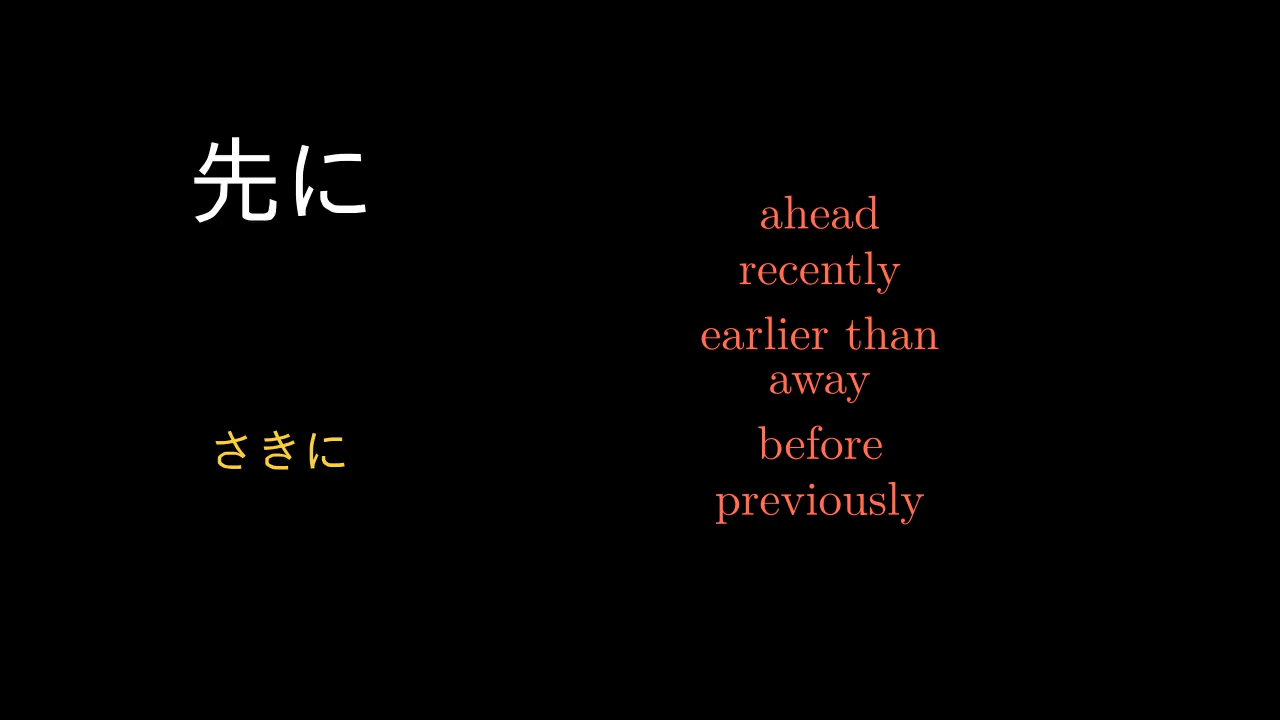 先に
さきに
ahead
recently
earlier than
away
before
previously